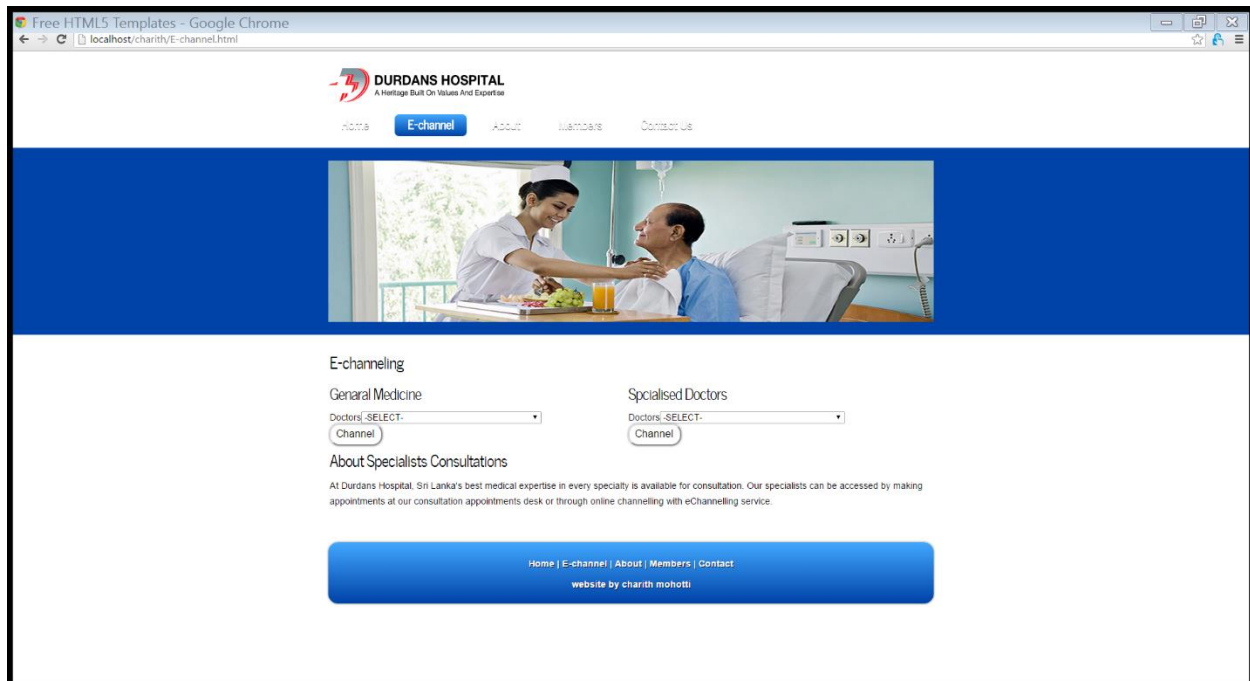 Free HTML5 Templates - Google Chrome
localhost/charith/E-channel.html
DURDANS HOSPITAL
A Heritage Built On Values And Expertise
Home E-channel About Members Contact Us
E-channeling
Genaral Medicine Spcialised Doctors
Doctors -SELECT- Doctors -SELECT-
Channel Channel
About Specialists Consultations
At Durdans Hospital, Sri Lanka's best medical expertise in every specialty is available for consultation. Our specialists can be accessed by making
appointments at our consultation appointments desk or through online channelling with eChannelling service.
Home | E-channel | About | Members | Contact
website by charith mohotti